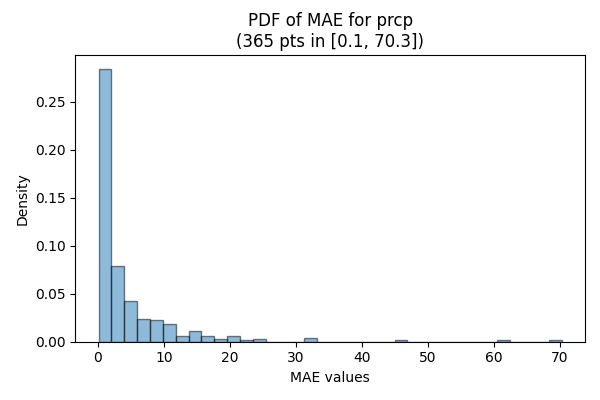 PDF of MAE for prcp
(365 pts in [0.1, 70.3])
Density
0.25
0.20
0.15
0.10
0.05
0.00
0 10 20 30 40 50 60 70
MAE values